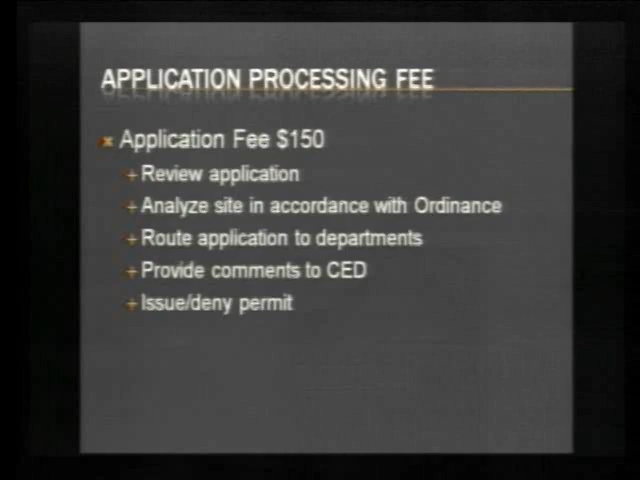 APPLICATION PROCESSING FEE
Application Fee $150
Review application
Analyze site in accordance with Ordinance
Route application to departments
Provide comments to CED
Issue/deny permit